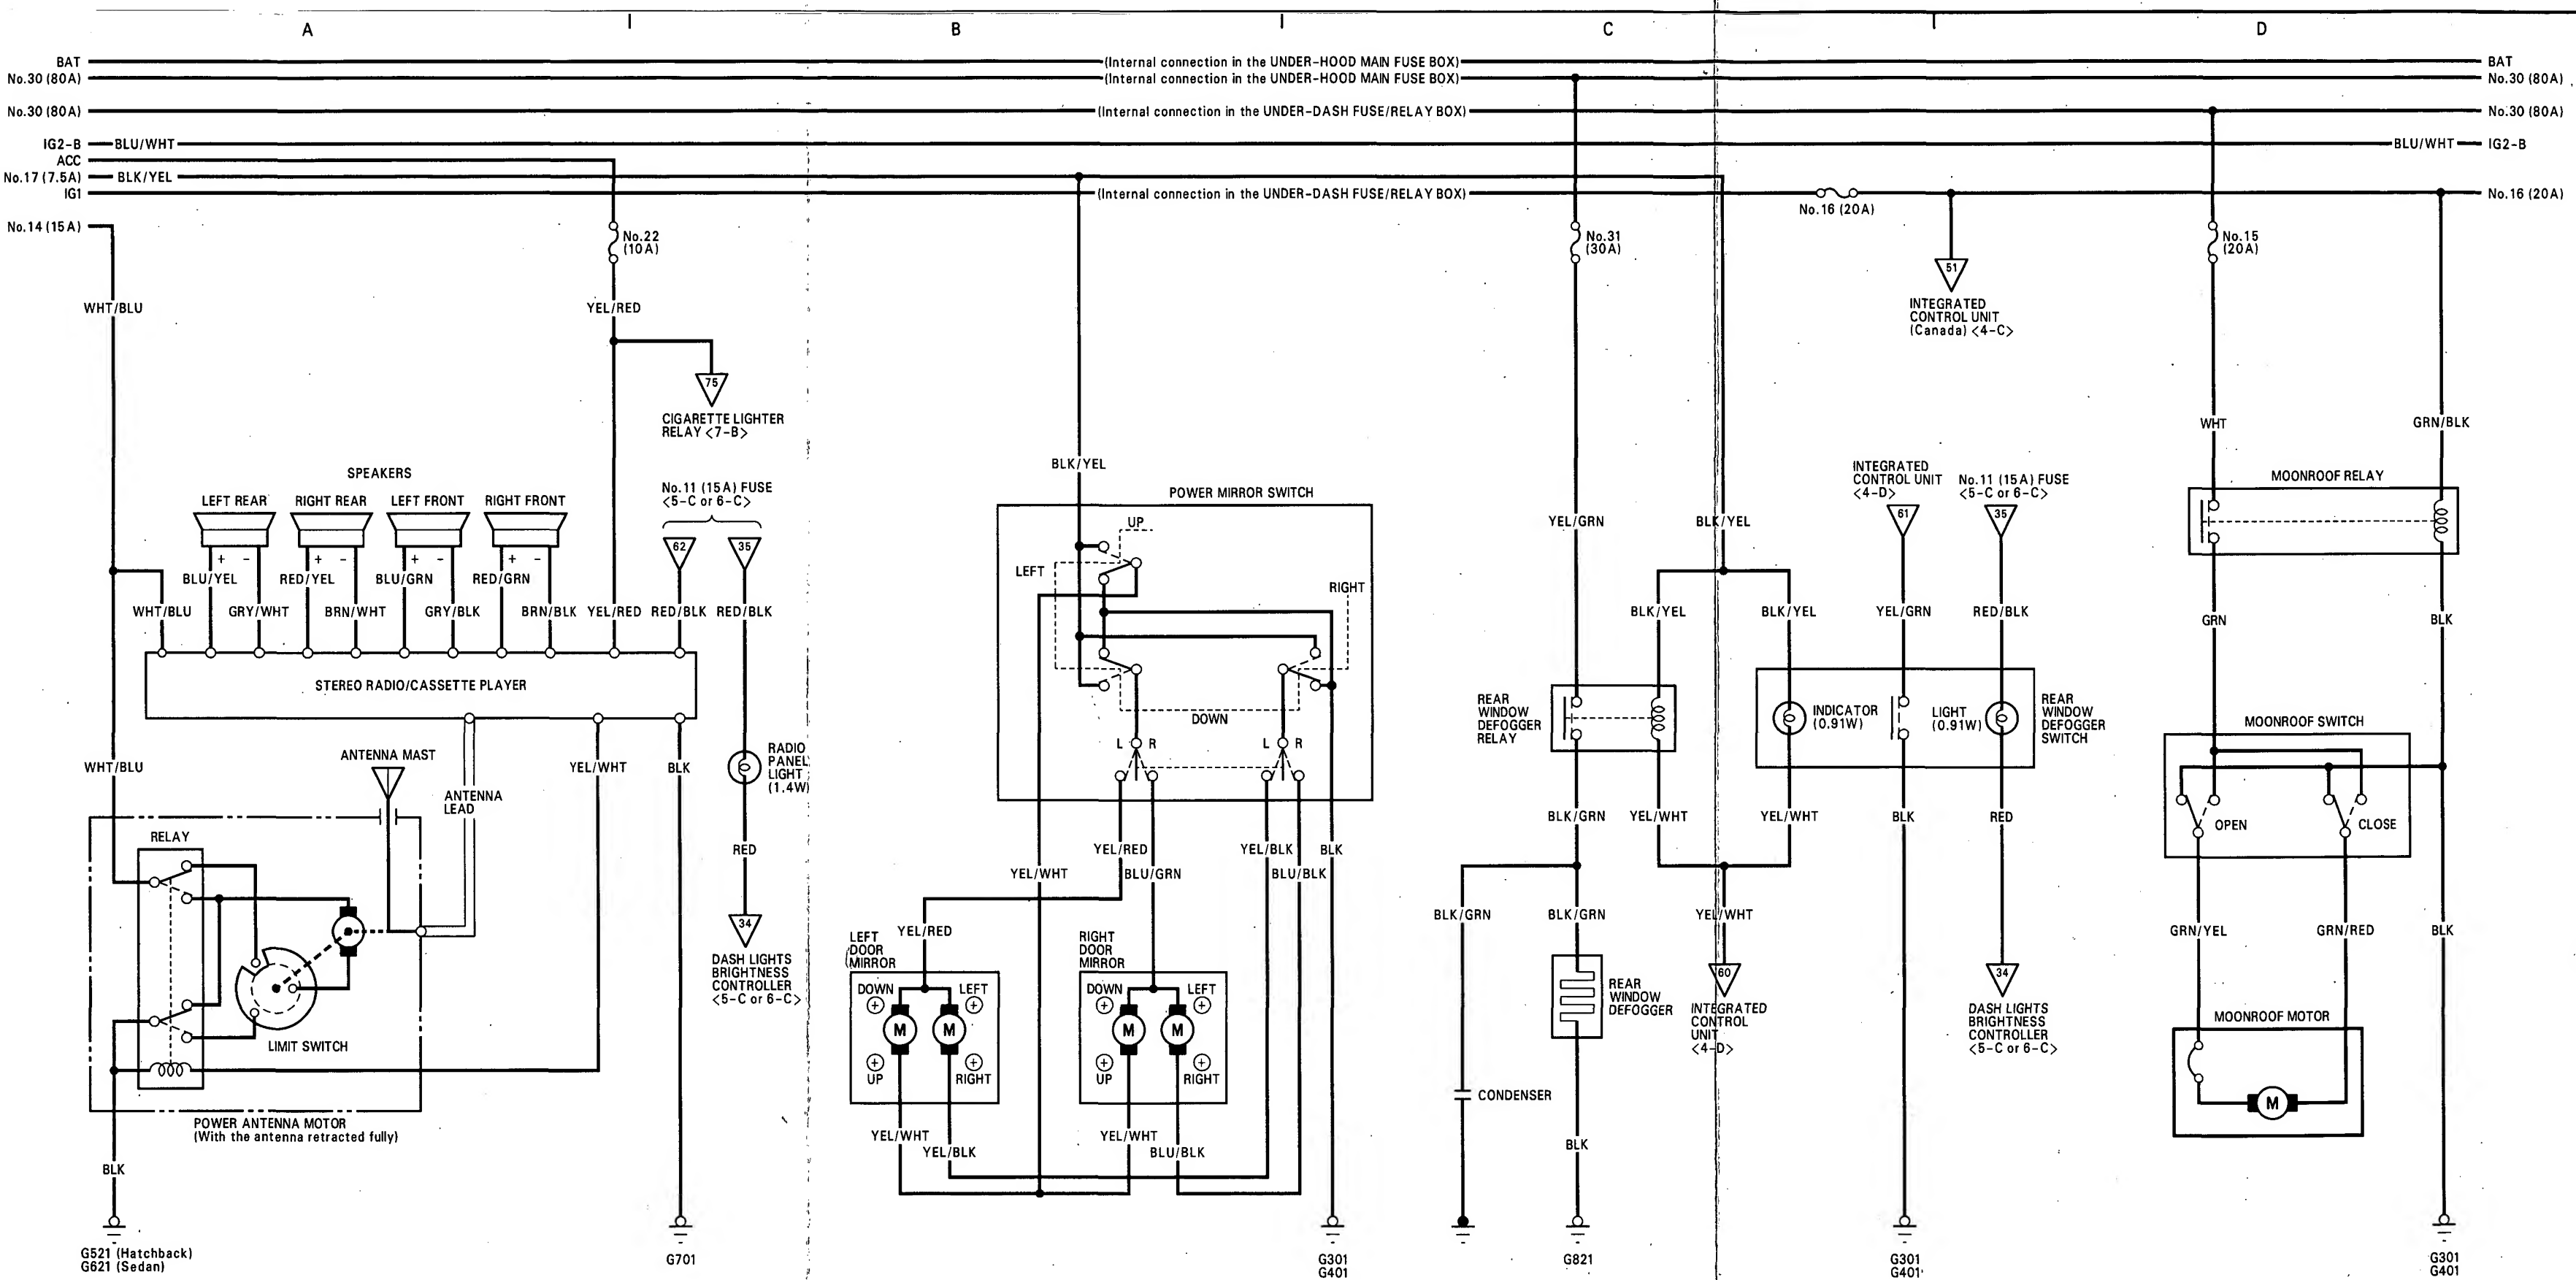 A
B
C
D
BAT
(Internal connection in the UNDER-HOOD MAIN FUSE BOX)
BAT
No.30 (80A)
(Internal connection in the UNDER-HOOD MAIN FUSE BOX)
No.30 (80A)
No.30 (80A)
(Internal connection in the UNDER-DASH FUSE/RELAY BOX)
No.30 (80A)
IG2-B
BLU/WHT
BLU/WHT
IG2-B
ACC
No.17 (7.5A)
BLK/YEL
IG1
(Internal connection in the UNDER-DASH FUSE/RELAY BOX)
No.16 (20A)
No.16 (20A)
No.14 (15A)
No.22
(10A)
No.31
(30A)
No.15
(20A)
51
INTEGRATED
CONTROL UNIT
(Canada) <4-C>
WHT/BLU
YEL/RED
75
CIGARETTE LIGHTER
RELAY <7-B>
SPEAKERS
LEFT REAR
RIGHT REAR
LEFT FRONT
RIGHT FRONT
+ -
+ -
+ -
+ -
BLU/YEL
RED/YEL
BLU/GRN
RED/GRN
WHT/BLU
GRY/WHT
BRN/WHT
GRY/BLK
BRN/BLK
YEL/RED
RED/BLK
RED/BLK
No.11 (15A) FUSE
<5-C or 6-C>
62
35
STEREO RADIO/CASSETTE PLAYER
WHT/BLU
ANTENNA MAST
ANTENNA
LEAD
YEL/WHT
BLK
RADIO
PANEL
LIGHT
(1.4W)
RED
34
DASH LIGHTS
BRIGHTNESS
CONTROLLER
<5-C or 6-C>
RELAY
LIMIT SWITCH
POWER ANTENNA MOTOR
(With the antenna retracted fully)
BLK
G521 (Hatchback)
G621 (Sedan)
G701
BLK/YEL
POWER MIRROR SWITCH
UP
LEFT
RIGHT
DOWN
L R
L R
YEL/RED
YEL/BLK
BLK
YEL/WHT
BLU/GRN
BLU/BLK
YEL/RED
LEFT
DOOR
MIRROR
DOWN
LEFT
+
+
M
M
+
+
UP
RIGHT
RIGHT
DOOR
MIRROR
DOWN
LEFT
+
+
M
M
+
+
UP
RIGHT
YEL/WHT
YEL/BLK
YEL/WHT
BLU/BLK
G301
G401
YEL/GRN
BLK/YEL
BLK/YEL
BLK/YEL
REAR
WINDOW
DEFOGGER
RELAY
BLK/GRN
YEL/WHT
YEL/WHT
BLK/GRN
BLK/GRN
YEL/WHT
REAR
WINDOW
DEFOGGER
60
INTEGRATED
CONTROL
UNIT
<4-D>
CONDENSER
BLK
G821
INTEGRATED
CONTROL UNIT
<4-D>
61
No.11 (15A) FUSE
<5-C or 6-C>
35
YEL/GRN
RED/BLK
INDICATOR
(0.91W)
LIGHT
(0.91W)
REAR
WINDOW
DEFOGGER
SWITCH
BLK
RED
34
DASH LIGHTS
BRIGHTNESS
CONTROLLER
<5-C or 6-C>
G301
G401
WHT
GRN/BLK
MOONROOF RELAY
GRN
BLK
MOONROOF SWITCH
OPEN
CLOSE
GRN/YEL
GRN/RED
BLK
MOONROOF MOTOR
M
G301
G401